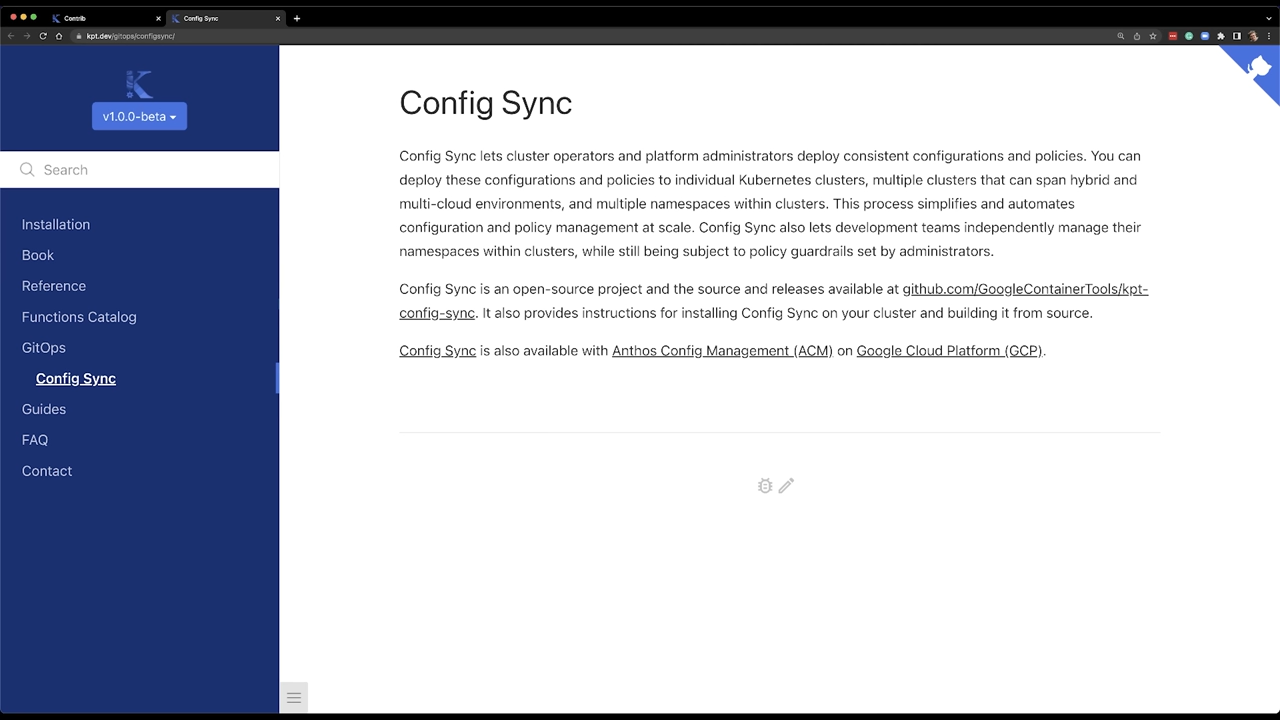 Contrib
Config Sync
kpt.dev/gitops/configsync/
K
v1.0.0-beta
Search
Installation
Book
Reference
Functions Catalog
GitOps
Config Sync
Guides
FAQ
Contact
Config Sync
Config Sync lets cluster operators and platform administrators deploy consistent configurations and policies. You can
deploy these configurations and policies to individual Kubernetes clusters, multiple clusters that can span hybrid and
multi-cloud environments, and multiple namespaces within clusters. This process simplifies and automates
configuration and policy management at scale. Config Sync also lets development teams independently manage their
namespaces within clusters, while still being subject to policy guardrails set by administrators.
Config Sync is an open-source project and the source and releases available at github.com/GoogleContainerTools/kpt-
config-sync. It also provides instructions for installing Config Sync on your cluster and building it from source.
Config Sync is also available with Anthos Config Management (ACM) on Google Cloud Platform (GCP).